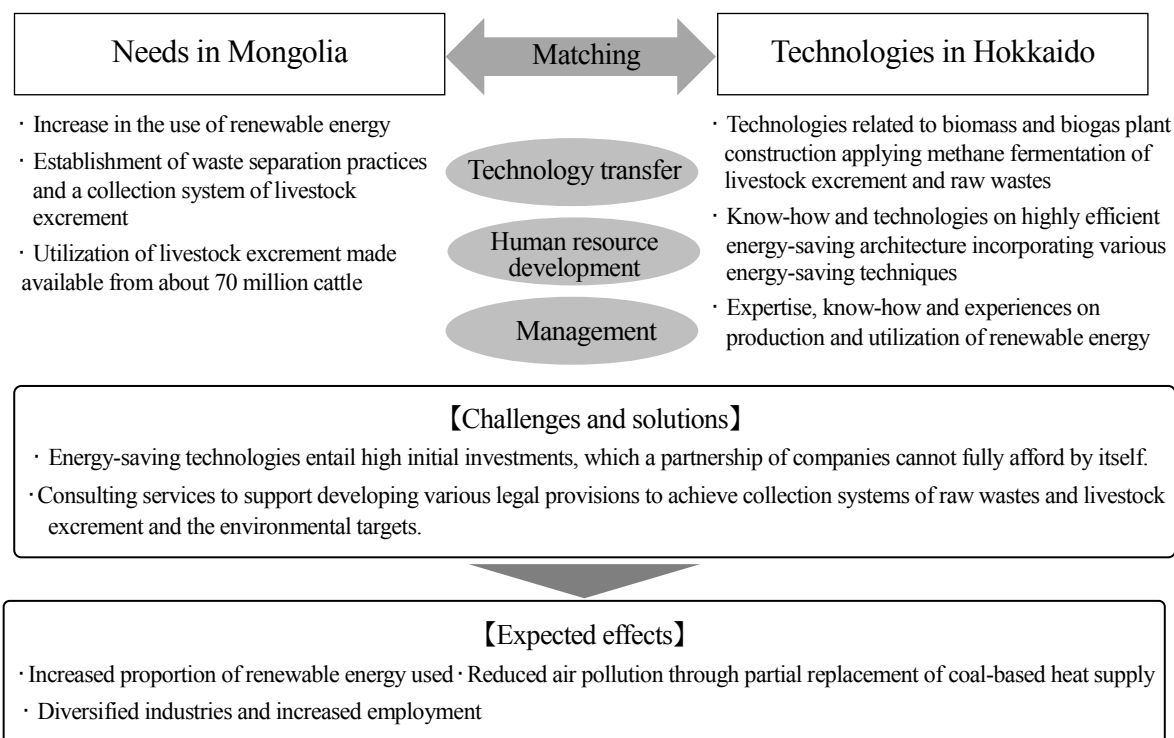 Needs in Mongolia
Matching
Technologies in Hokkaido
· Increase in the use of renewable energy
· Establishment of waste separation practices
and a collection system of livestock
excrement
· Utilization of livestock excrement made
available from about 70 million cattle
Technology transfer
Human resource
development
Management
· Technologies related to biomass and biogas plant
construction applying methane fermentation of
livestock excrement and raw wastes
· Know-how and technologies on highly efficient
energy-saving architecture incorporating various
energy-saving techniques
· Expertise, know-how and experiences on
production and utilization of renewable energy
【Challenges and solutions】
· Energy-saving technologies entail high initial investments, which a partnership of companies cannot fully afford by itself.
· Consulting services to support developing various legal provisions to achieve collection systems of raw wastes and livestock
excrement and the environmental targets.
【Expected effects】
· Increased proportion of renewable energy used · Reduced air pollution through partial replacement of coal-based heat supply
· Diversified industries and increased employment